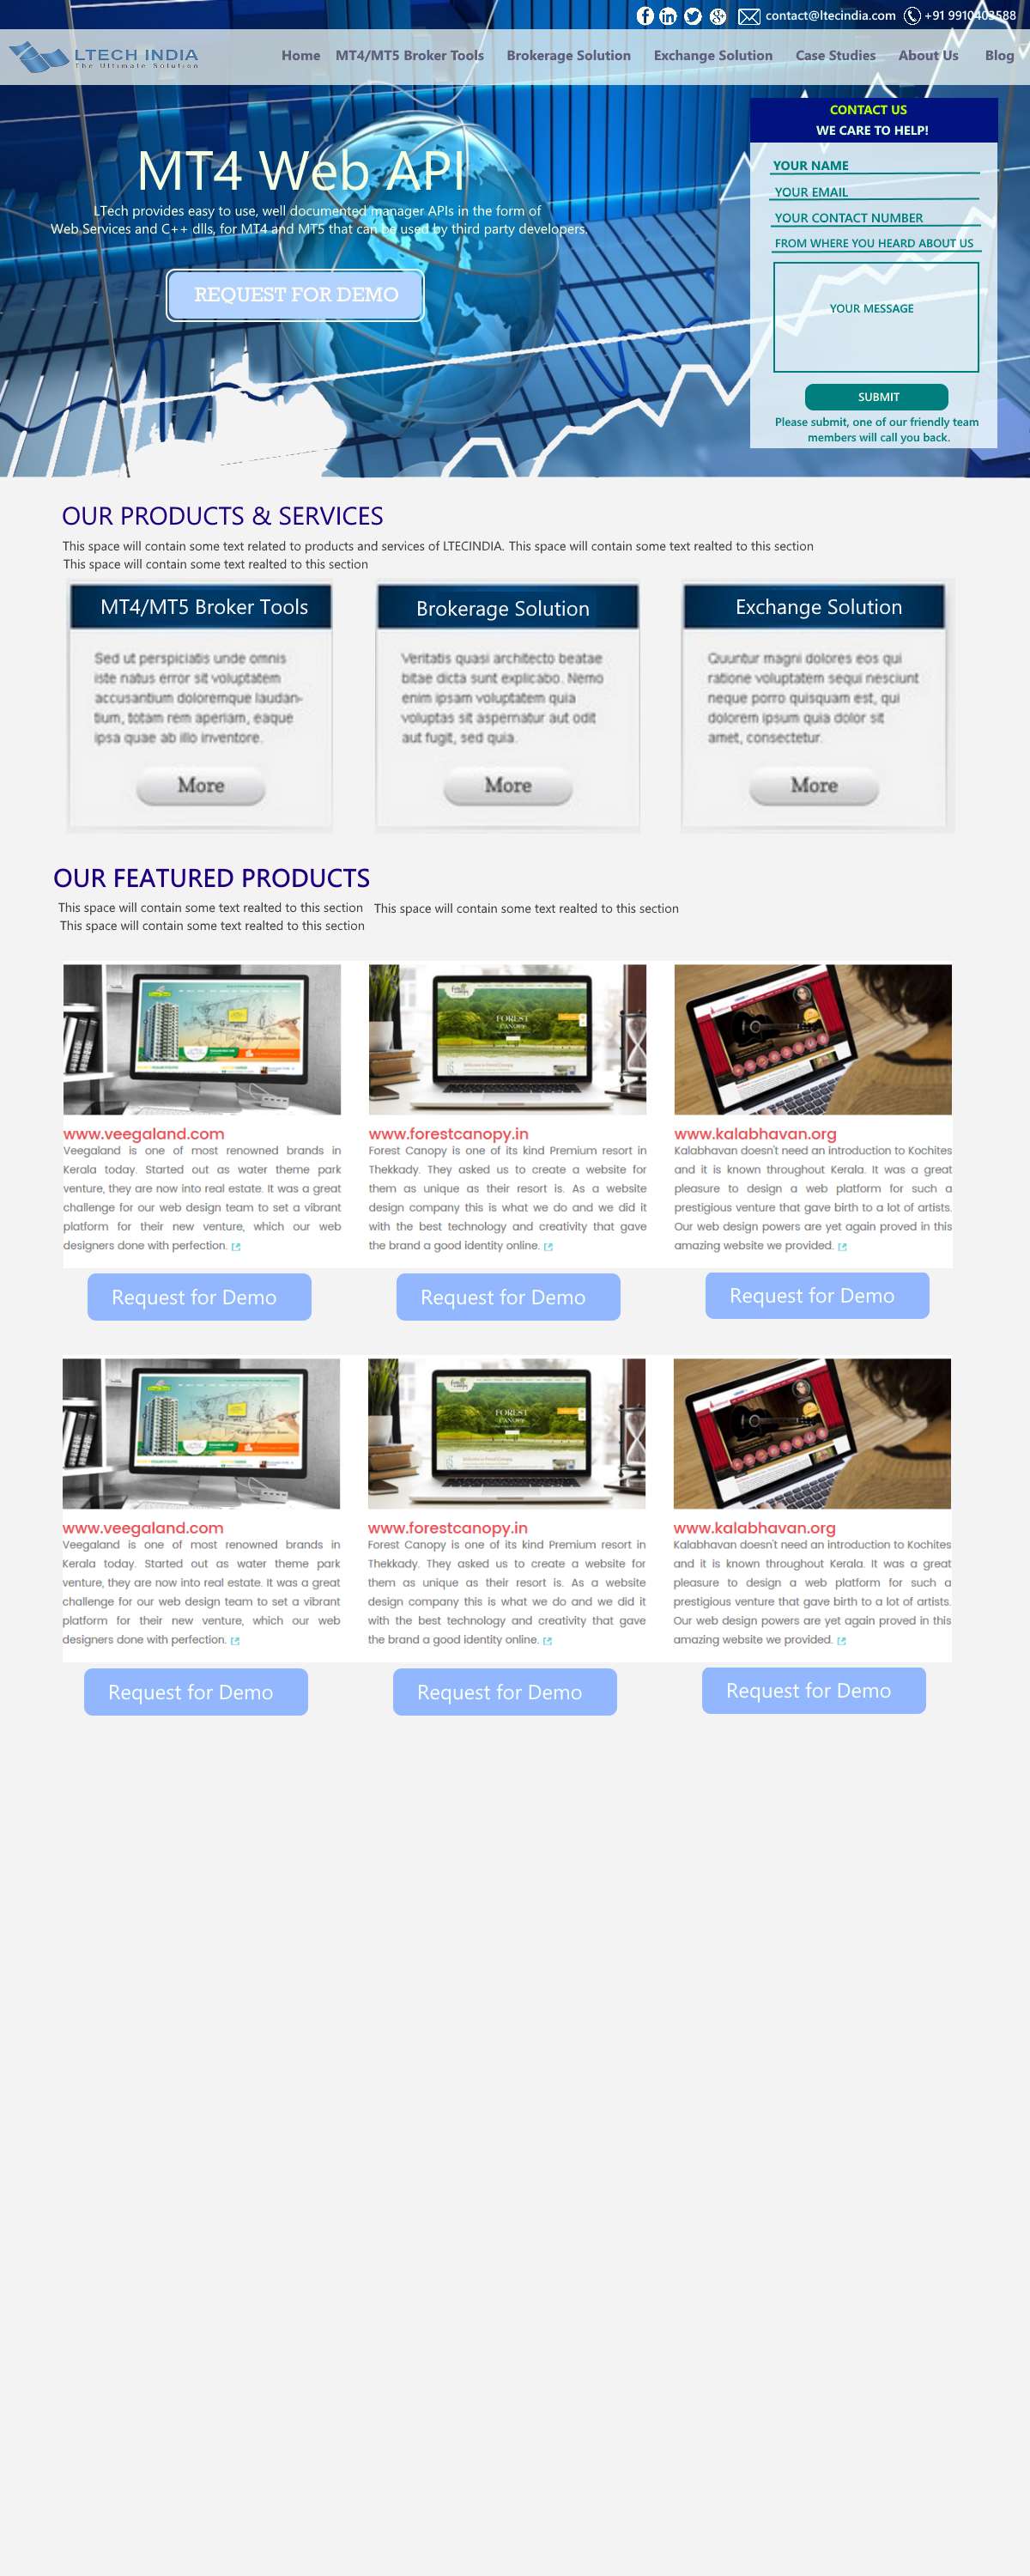 contact@ltecindia.com +91 9910403588
LTECH INDIA
The Ultimate Solution
Home MT4/MT5 Broker Tools Brokerage Solution Exchange Solution Case Studies About Us Blog
CONTACT US
WE CARE TO HELP!
MT4 Web API
LTech provides easy to use, well documented manager APIs in the form of
Web Services and C++ dlls, for MT4 and MT5 that can be used by third party developers.
REQUEST FOR DEMO
YOUR NAME
YOUR EMAIL
YOUR CONTACT NUMBER
FROM WHERE YOU HEARD ABOUT US
YOUR MESSAGE
SUBMIT
Please submit, one of our friendly team
members will call you back.
OUR PRODUCTS & SERVICES
This space will contain some text related to products and services of LTECINDIA. This space will contain some text realted to this section
This space will contain some text realted to this section
MT4/MT5 Broker Tools
Sed ut perspiciatis unde omnis
iste natus error sit voluptatem
accusantium doloremque laudan-
tium, totam rem aperiam, eaque
ipsa quae ab illo inventore.
More
Brokerage Solution
Veritatis quasi architecto beatae
bitae dicta sunt explicabo. Nemo
enim ipsam voluptatem quia
voluptas sit aspernatur aut odit
aut fugit, sed quia.
More
Exchange Solution
Quuntur magni dolores eos qui
ratione voluptatem sequi nesciunt
neque porro quisquam est, qui
dolorem ipsum quia dolor sit
amet, consectetur.
More
OUR FEATURED PRODUCTS
This space will contain some text realted to this section This space will contain some text realted to this section
This space will contain some text realted to this section
www.veegaland.com
Veegaland is one of most renowned brands in
Kerala today. Started out as water theme park
venture, they are now into real estate. It was a great
challenge for our web design team to set a vibrant
platform for their new venture, which our web
designers done with perfection.
Request for Demo
FOREST
CANOPY
www.forestcanopy.in
Forest Canopy is one of its kind Premium resort in
Thekkady. They asked us to create a website for
them as unique as their resort is. As a website
design company this is what we do and we did it
with the best technology and creativity that gave
the brand a good identity online.
Request for Demo
www.kalabhavan.org
Kalabhavan doesn't need an introduction to Kochites
and it is known throughout Kerala. It was a great
pleasure to design a web platform for such a
prestigious venture that gave birth to a lot of artists.
Our web design powers are yet again proved in this
amazing website we provided.
Request for Demo
www.veegaland.com
Veegaland is one of most renowned brands in
Kerala today. Started out as water theme park
venture, they are now into real estate. It was a great
challenge for our web design team to set a vibrant
platform for their new venture, which our web
designers done with perfection.
Request for Demo
FOREST
CANOPY
www.forestcanopy.in
Forest Canopy is one of its kind Premium resort in
Thekkady. They asked us to create a website for
them as unique as their resort is. As a website
design company this is what we do and we did it
with the best technology and creativity that gave
the brand a good identity online.
Request for Demo
www.kalabhavan.org
Kalabhavan doesn't need an introduction to Kochites
and it is known throughout Kerala. It was a great
pleasure to design a web platform for such a
prestigious venture that gave birth to a lot of artists.
Our web design powers are yet again proved in this
amazing website we provided.
Request for Demo